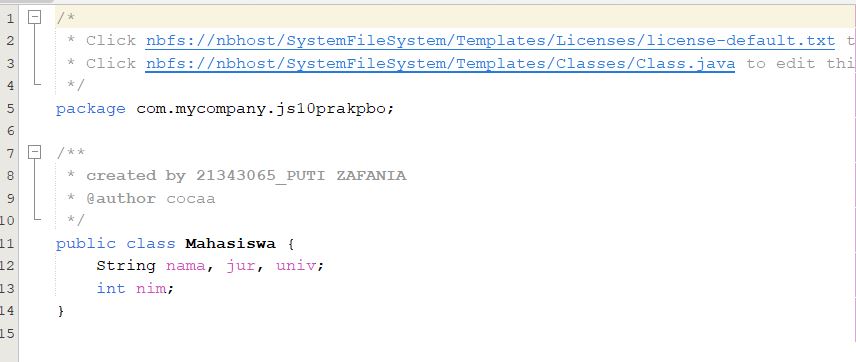 1 /*
2  * Click nbfs://nbhost/SystemFileSystem/Templates/Licenses/license-default.txt t
3  * Click nbfs://nbhost/SystemFileSystem/Templates/Classes/Class.java to edit thi
4  */
5 package com.mycompany.js10prakpbo;
6
7 /**
8  * created by 21343065_PUTI ZAFANIA
9  * @author cocaa
10  */
11 public class Mahasiswa {
12     String nama, jur, univ;
13     int nim;
14 }
15